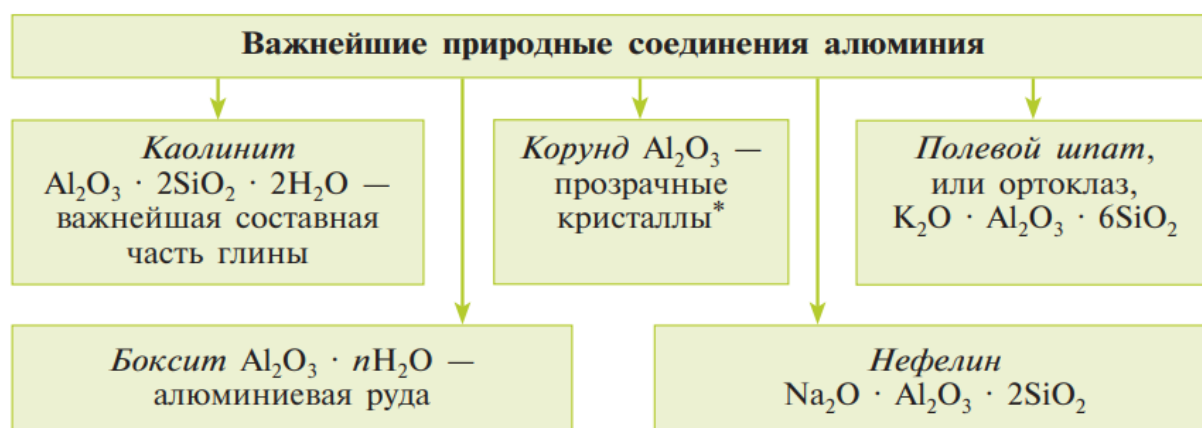 Важнейшие природные соединения алюминия
Каолинит
Al₂O₃ · 2SiO₂ · 2H₂O —
важнейшая составная
часть глины
Корунд Al₂O₃ —
прозрачные
кристаллы*
Полевой шпат,
или ортоклаз,
K₂O · Al₂O₃ · 6SiO₂
Боксит Al₂O₃ · nH₂O —
алюминиевая руда
Нефелин
Na₂O · Al₂O₃ · 2SiO₂